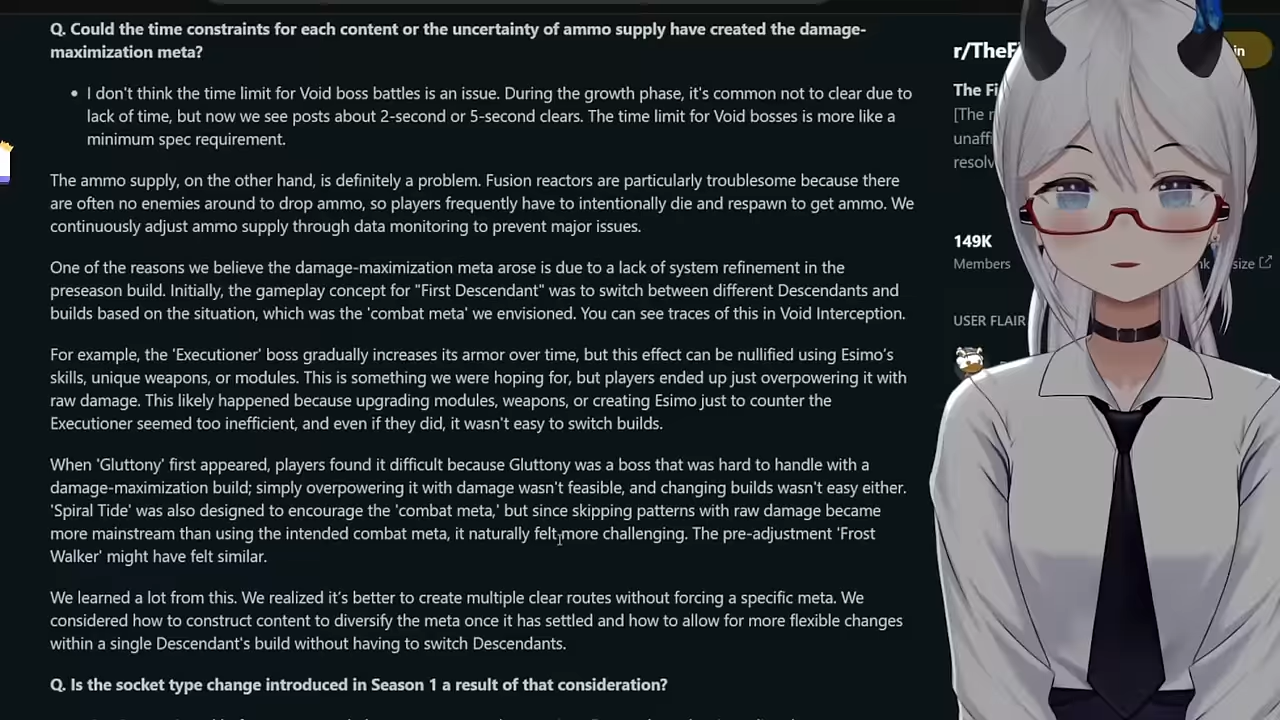 Q. Could the time constraints for each content or the uncertainty of ammo supply have created the damage-
maximization meta?
• I don't think the time limit for Void boss battles is an issue. During the growth phase, it's common not to clear due to
lack of time, but now we see posts about 2-second or 5-second clears. The time limit for Void bosses is more like a
minimum spec requirement.
The ammo supply, on the other hand, is definitely a problem. Fusion reactors are particularly troublesome because there
are often no enemies around to drop ammo, so players frequently have to intentionally die and respawn to get ammo. We
continuously adjust ammo supply through data monitoring to prevent major issues.
One of the reasons we believe the damage-maximization meta arose is due to a lack of system refinement in the
preseason build. Initially, the gameplay concept for "First Descendant" was to switch between different Descendants and
builds based on the situation, which was the 'combat meta' we envisioned. You can see traces of this in Void Interception.
For example, the 'Executioner' boss gradually increases its armor over time, but this effect can be nullified using Esimo’s
skills, unique weapons, or modules. This is something we were hoping for, but players ended up just overpowering it with
raw damage. This likely happened because upgrading modules, weapons, or creating Esimo just to counter the
Executioner seemed too inefficient, and even if they did, it wasn't easy to switch builds.
When 'Gluttony' first appeared, players found it difficult because Gluttony was a boss that was hard to handle with a
damage-maximization build; simply overpowering it with damage wasn't feasible, and changing builds wasn't easy either.
'Spiral Tide' was also designed to encourage the 'combat meta,' but since skipping patterns with raw damage became
more mainstream than using the intended combat meta, it naturally felt more challenging. The pre-adjustment 'Frost
Walker' might have felt similar.
We learned a lot from this. We realized it’s better to create multiple clear routes without forcing a specific meta. We
considered how to construct content to diversify the meta once it has settled and how to allow for more flexible changes
within a single Descendant's build without having to switch Descendants.
Q. Is the socket type change introduced in Season 1 a result of that consideration?
r/TheFi
in
The Fi
[The
unaffi
resolv
149K
Members
size
USER FLAIR